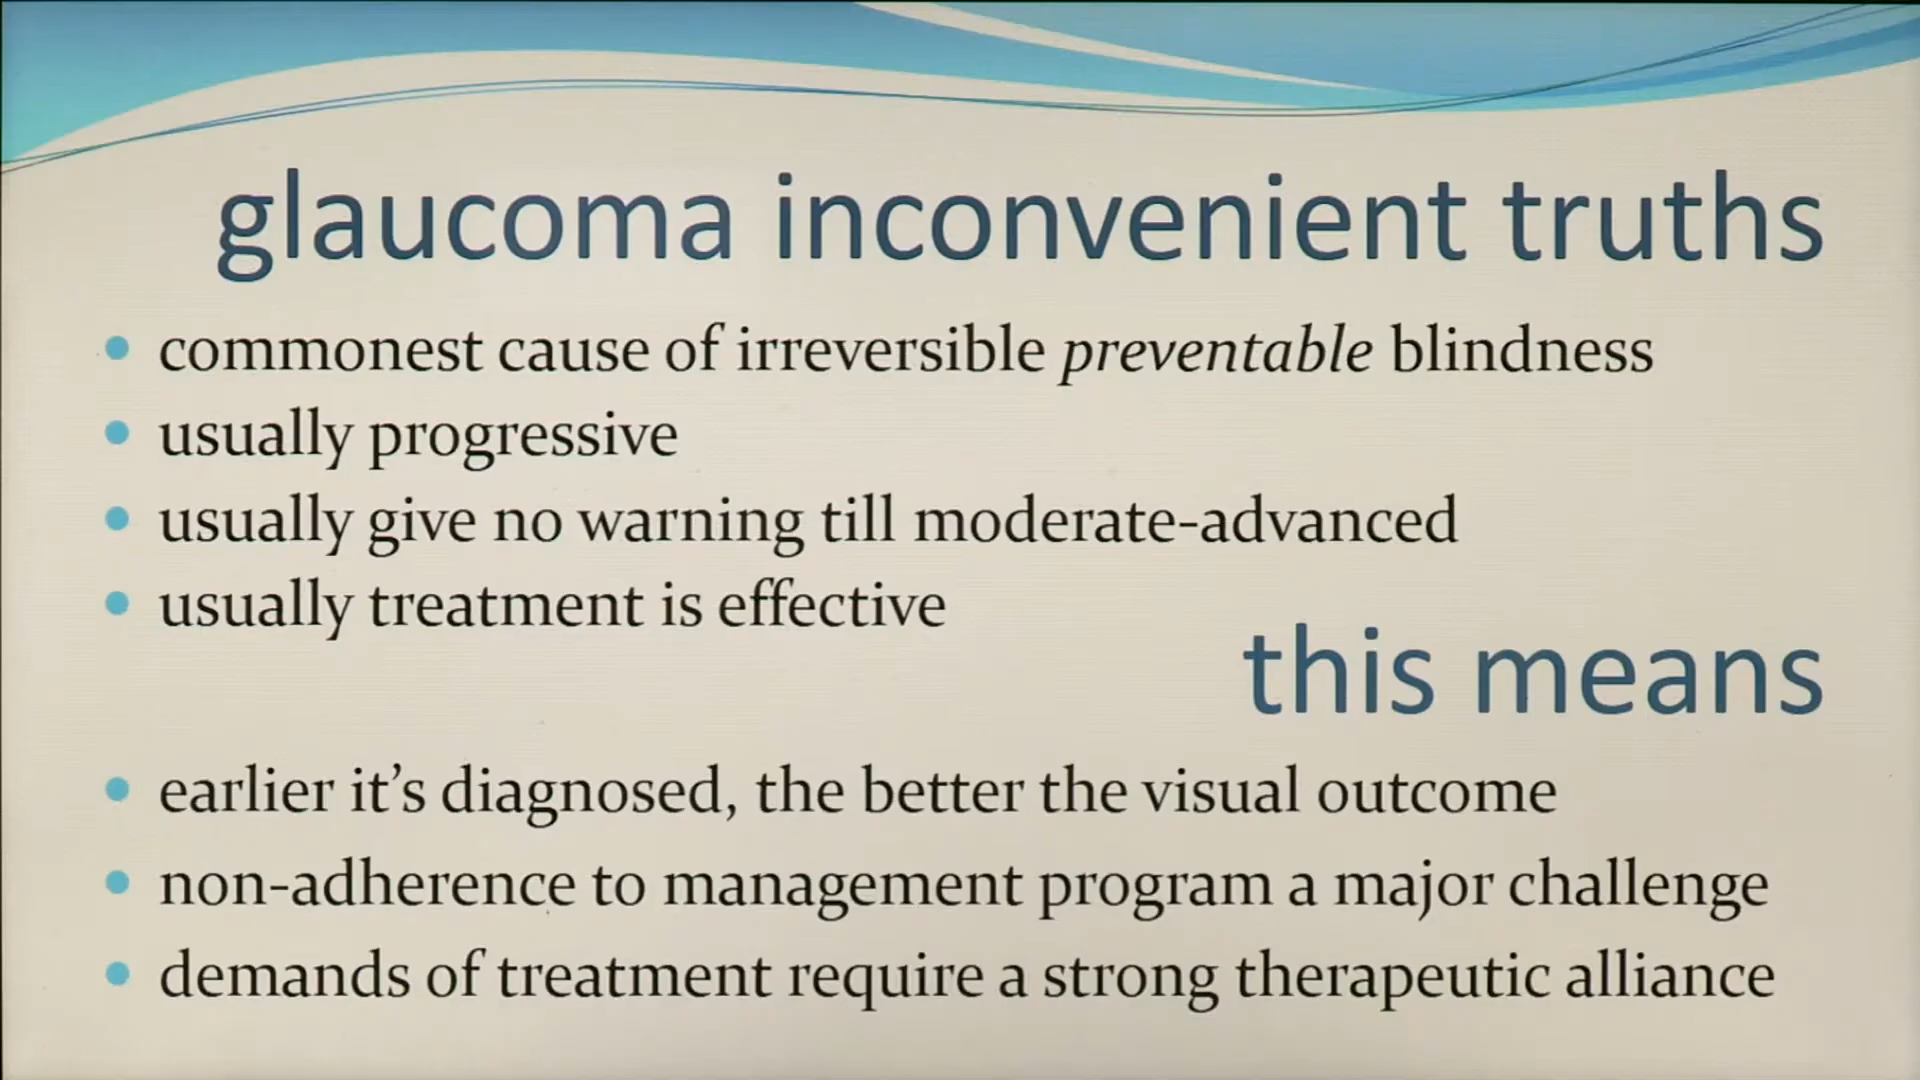 glaucoma inconvenient truths
• commonest cause of irreversible preventable blindness
• usually progressive
• usually give no warning till moderate-advanced
• usually treatment is effective
this means
• earlier it’s diagnosed, the better the visual outcome
• non-adherence to management program a major challenge
• demands of treatment require a strong therapeutic alliance